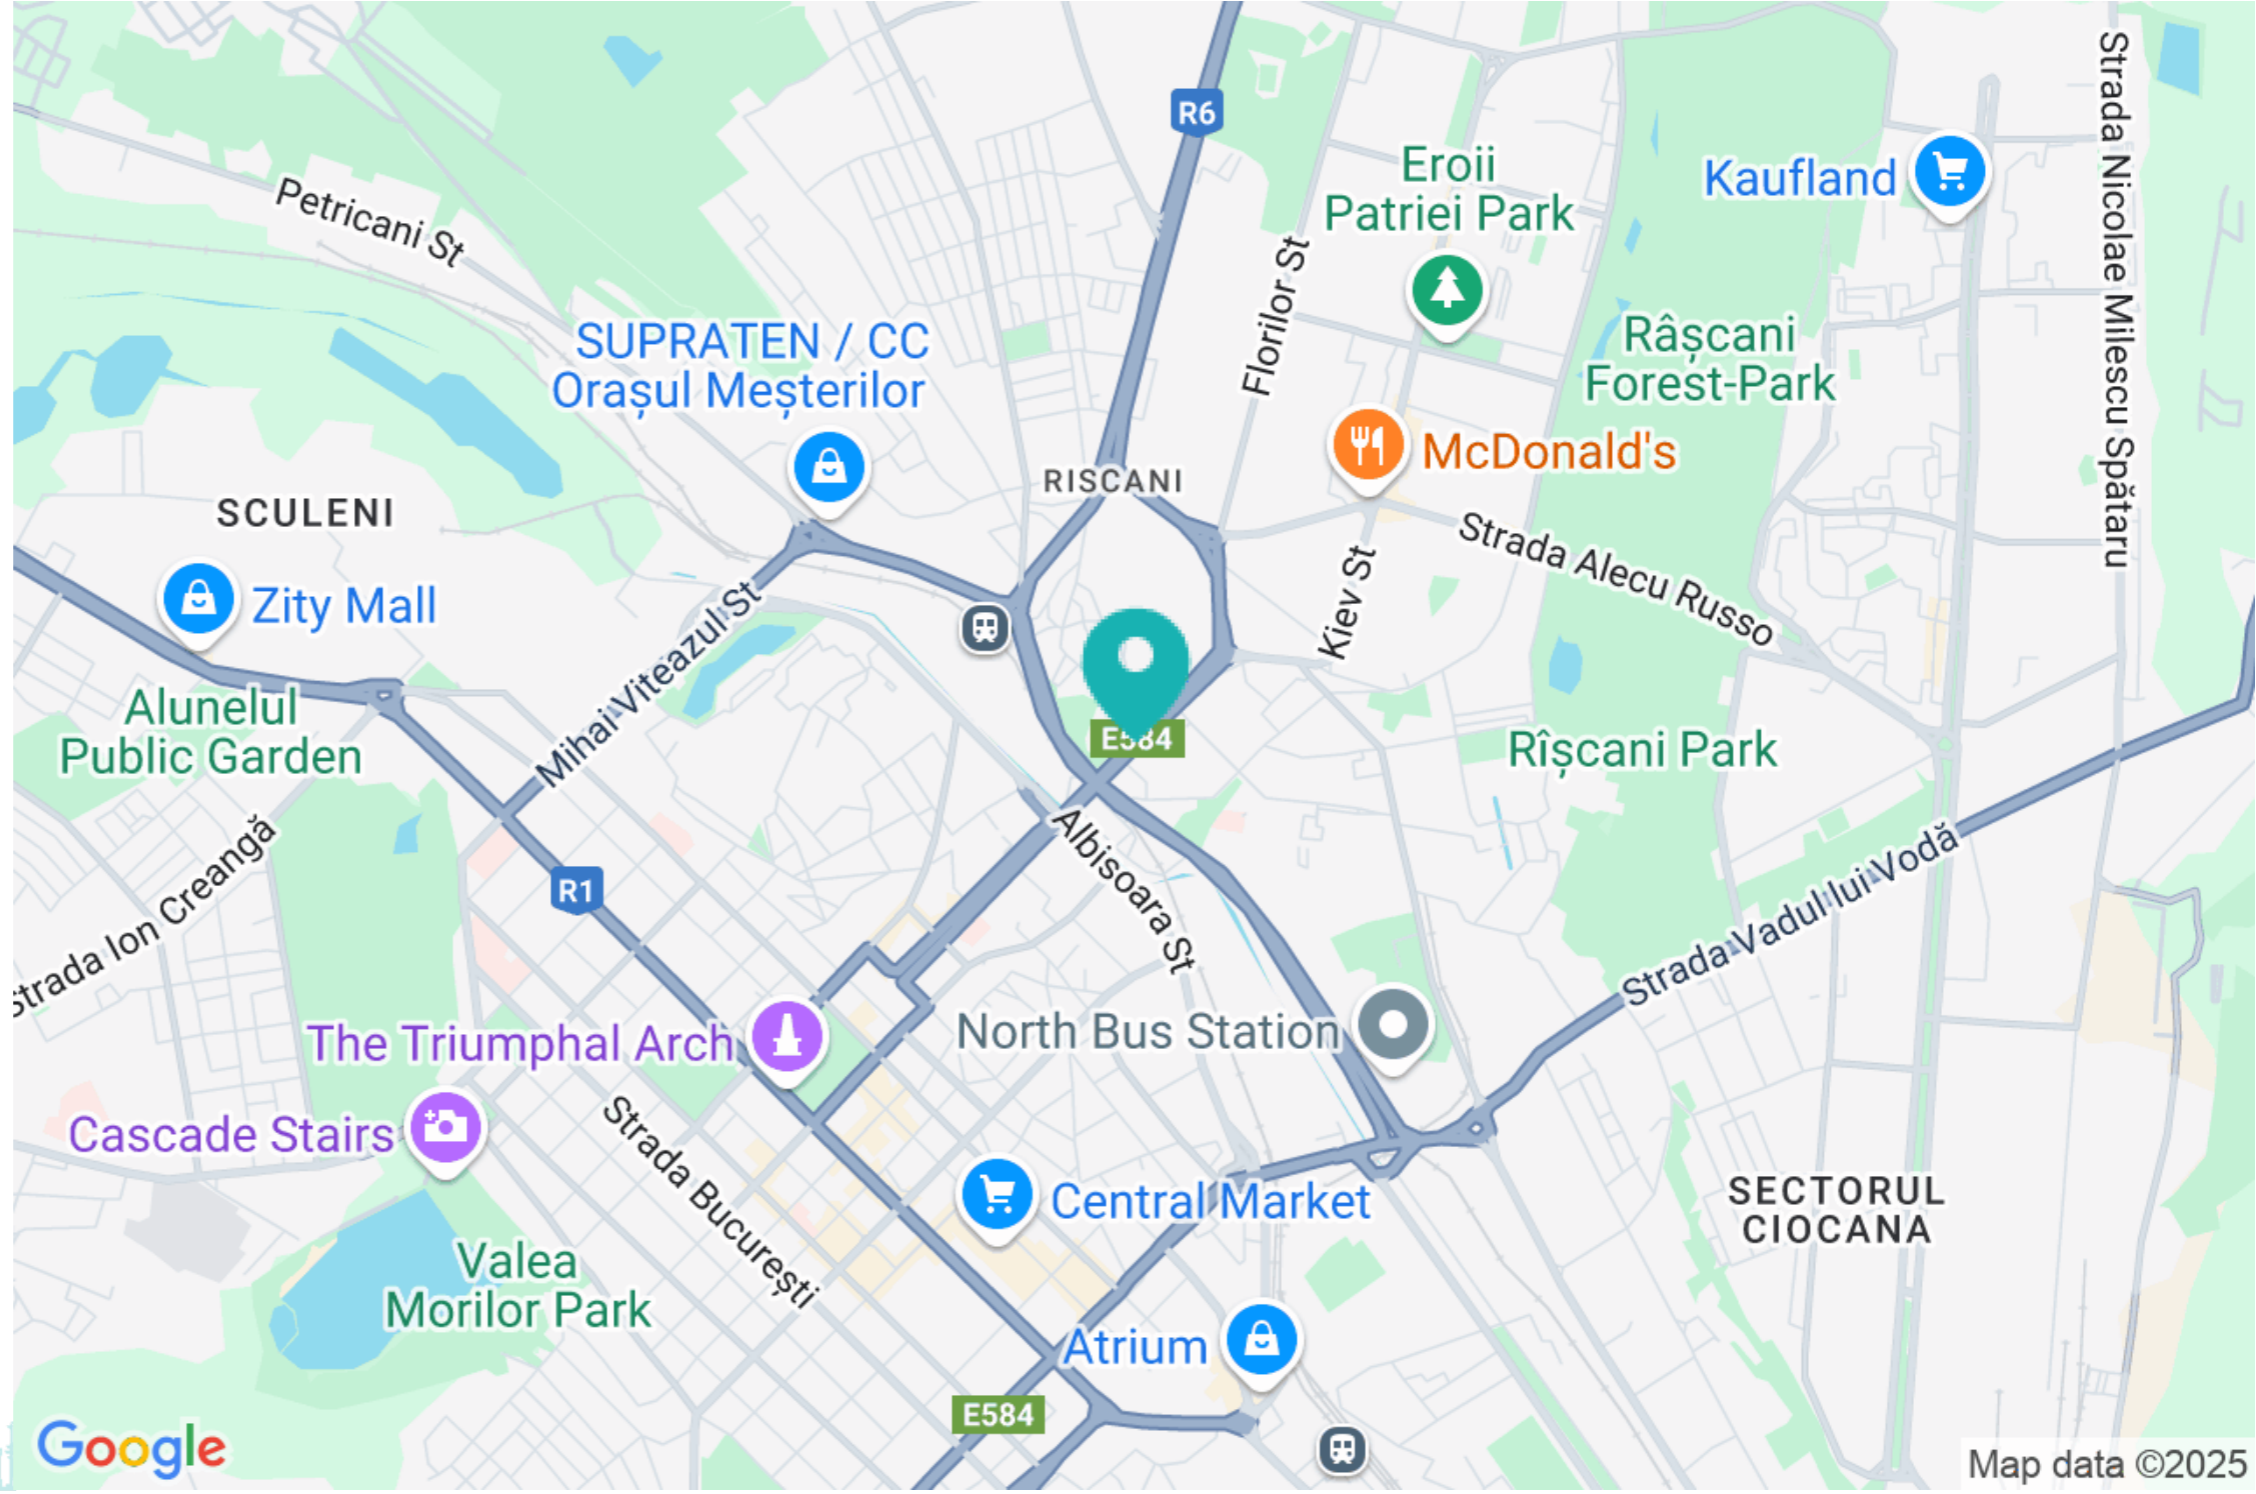 R6
Strada Nicolae Milescu Spătaru
Eroii
Patriei Park
Kaufland
Petricani St
Florilor St
SUPRATEN / CC
Orașul Meșterilor
Râșcani
Forest-Park
McDonald's
RISCANI
SCULENI
Strada Alecu Russo
Kiev St
Zity Mall
Mihai Viteazul St
Alunelul
Public Garden
E584
Rîșcani Park
Strada Ion Creangă
Albisoara St
R1
Strada Vadul lui Vodă
The Triumphal Arch
North Bus Station
Cascade Stairs
Strada București
Central Market
SECTORUL
CIOCANA
Valea
Morilor Park
Atrium
E584
Google
Map data ©2025